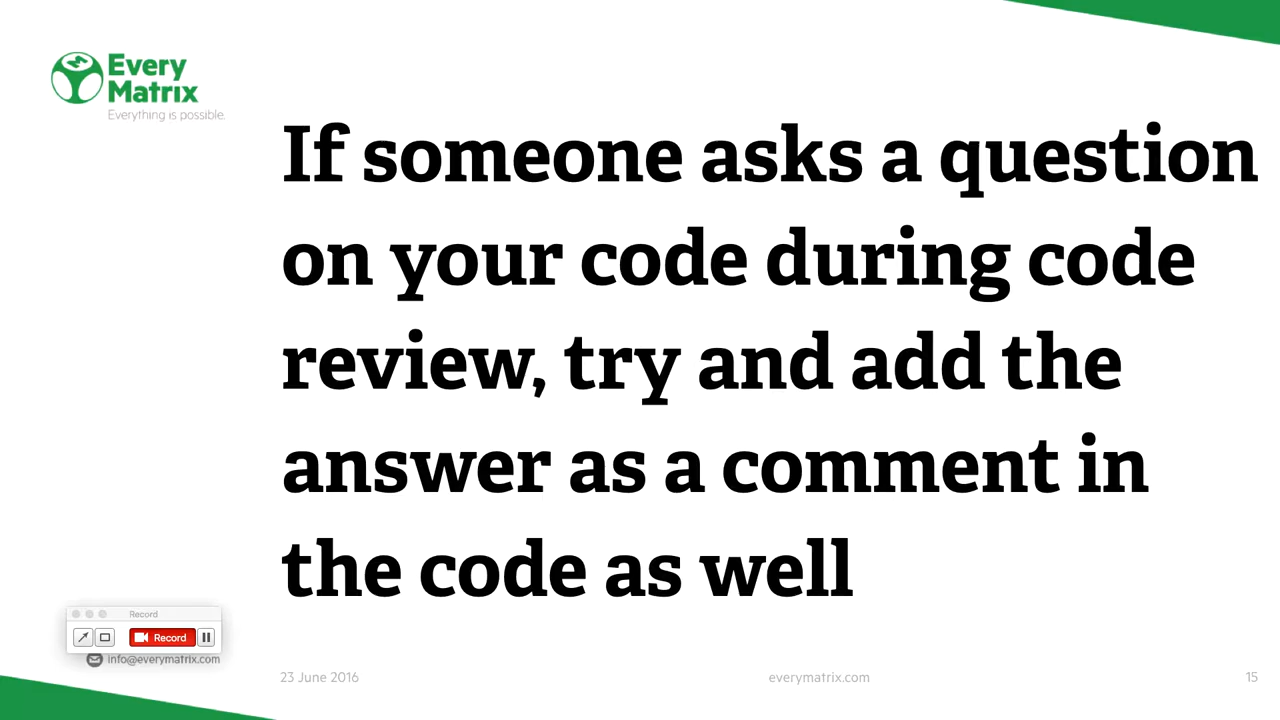 Every
Matrix
Everything is possible.
If someone asks a question
on your code during code
review, try and add the
answer as a comment in
the code as well
Record
Record
info@everymatrix.com
23 June 2016
everymatrix.com
15